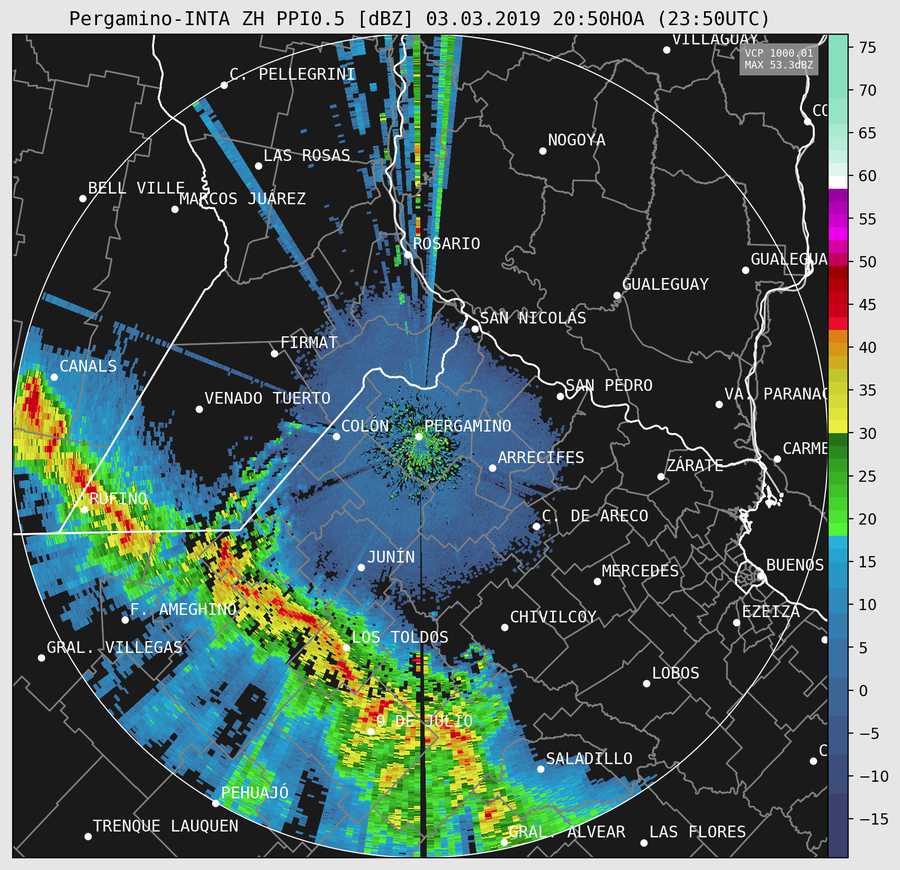 Pergamino-INTA ZH PPI0.5 [dBZ] 03.03.2019 20:50HOA (23:50UTC)
VILLAGUAY
VCP 1000.01
MAX 53.3dBZ
C. PELLEGRINI
CO
NOGOYA
LAS ROSAS
BELL VILLE
MARCOS JUÁREZ
ROSARIO
GUALEGUA
GUALEGUAY
SAN NICOLÁS
FIRMAT
CANALS
SAN PEDRO
VENADO TUERTO
VA. PARANAC
COLÓN
PERGAMINO
CARME
ARRECIFES
ZÁRATE
RUFINO
C. DE ARECO
JUNÍN
MERCEDES
BUENOS
F. AMEGHINO
CHIVILCOY
EZEIZA
LOS TOLDOS
GRAL. VILLEGAS
LOBOS
9 DE JULIO
SALADILLO
C
PEHUAJÓ
TRENQUE LAUQUEN
GRAL. ALVEAR
LAS FLORES
75
70
65
60
55
50
45
40
35
30
25
20
15
10
5
0
−5
−10
−15